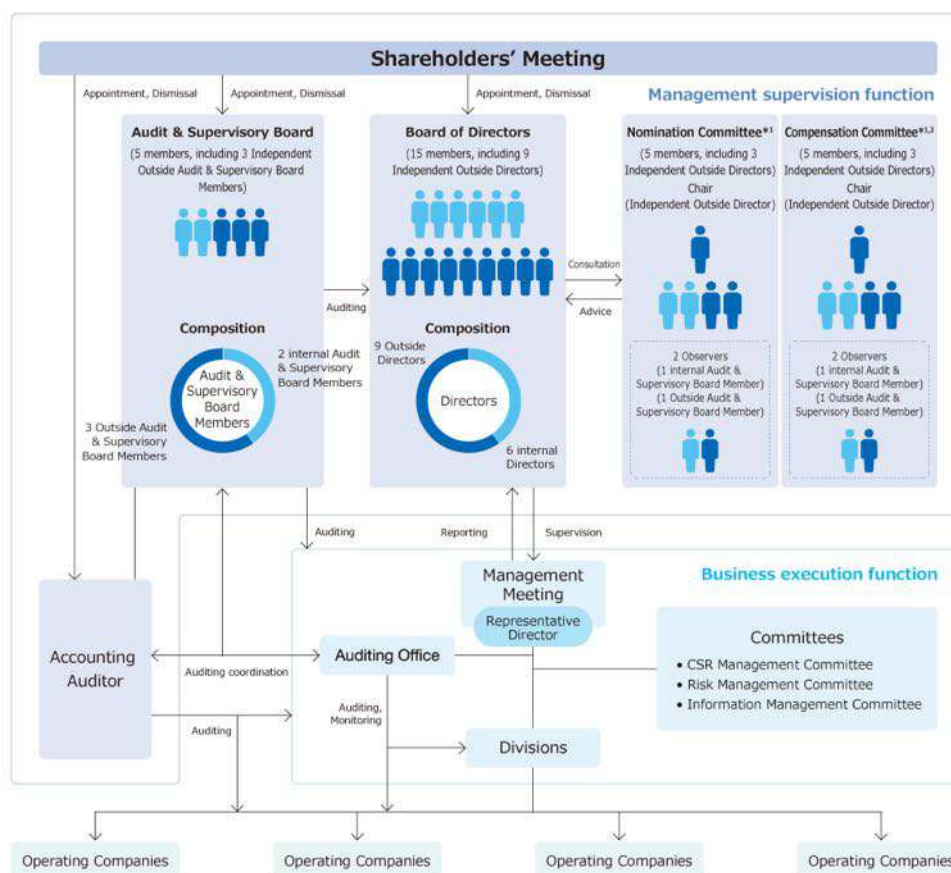 Shareholders' Meeting
Appointment, Dismissal
Appointment, Dismissal
Appointment, Dismissal
Management supervision function
Audit & Supervisory Board
(5 members, including 3 Independent
Outside Audit & Supervisory Board
Members)
Board of Directors
(15 members, including 9
Independent Outside Directors)
Nomination Committee*1
(5 members, including 3
Independent Outside Directors)
Chair
(Independent Outside Director)
Compensation Committee*1,2
(5 members, including 3
Independent Outside Directors)
Chair
(Independent Outside Director)
Auditing
Consultation
Advice
Composition
2 internal Audit
& Supervisory
Board Members
Audit &
Supervisory
Board
Members
3 Outside Audit
& Supervisory
Board Members
Composition
9 Outside
Directors
Directors
6 internal
Directors
2 Observers
(1 internal Audit &
Supervisory Board Member)
(1 Outside Audit &
Supervisory Board Member)
2 Observers
(1 internal Audit &
Supervisory Board Member)
(1 Outside Audit &
Supervisory Board Member)
Auditing
Reporting
Supervision
Business execution function
Management
Meeting
Representative
Director
Accounting
Auditor
Auditing coordination
Auditing Office
Committees
• CSR Management Committee
• Risk Management Committee
• Information Management Committee
Auditing
Auditing,
Monitoring
Divisions
Operating Companies
Operating Companies
Operating Companies
Operating Companies